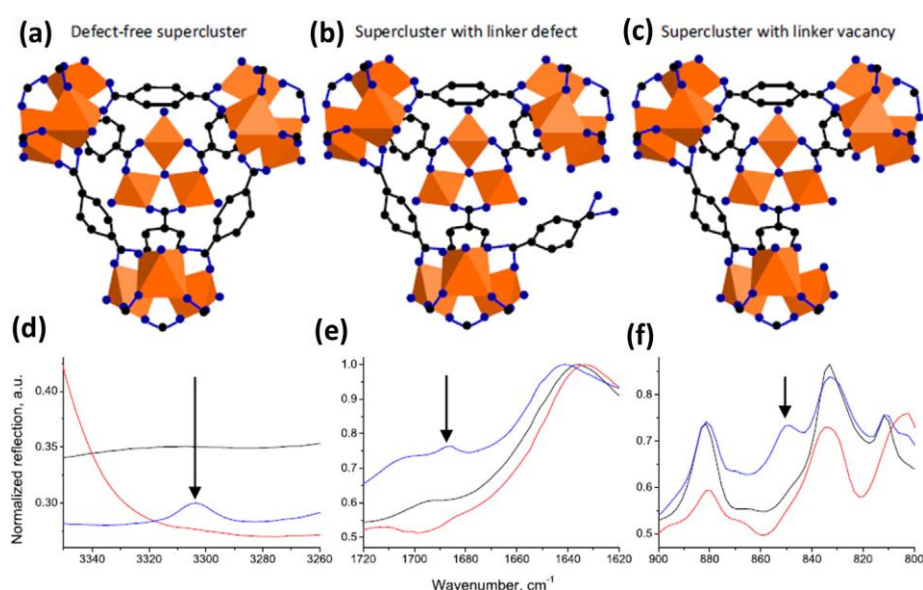 (a) Defect-free supercluster
(b) Supercluster with linker defect
(c) Supercluster with linker vacancy
(d)
(e)
(f)
Normalized reflection, a.u.
0.40
0.35
0.30
3340 3320 3300 3280 3260
1.0
0.9
0.8
0.7
0.6
0.5
1720 1700 1680 1660 1640 1620
0.8
0.7
0.6
0.5
900 880 860 840 820 800
Wavenumber, cm⁻¹